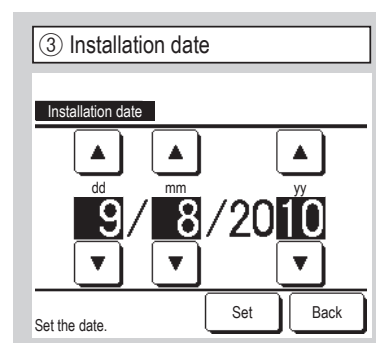 ③ Installation date
Installation date
▲ ▲ ▲
dd mm yy
9/ 8/2010
▼ ▼ ▼
Set the date. Set Back